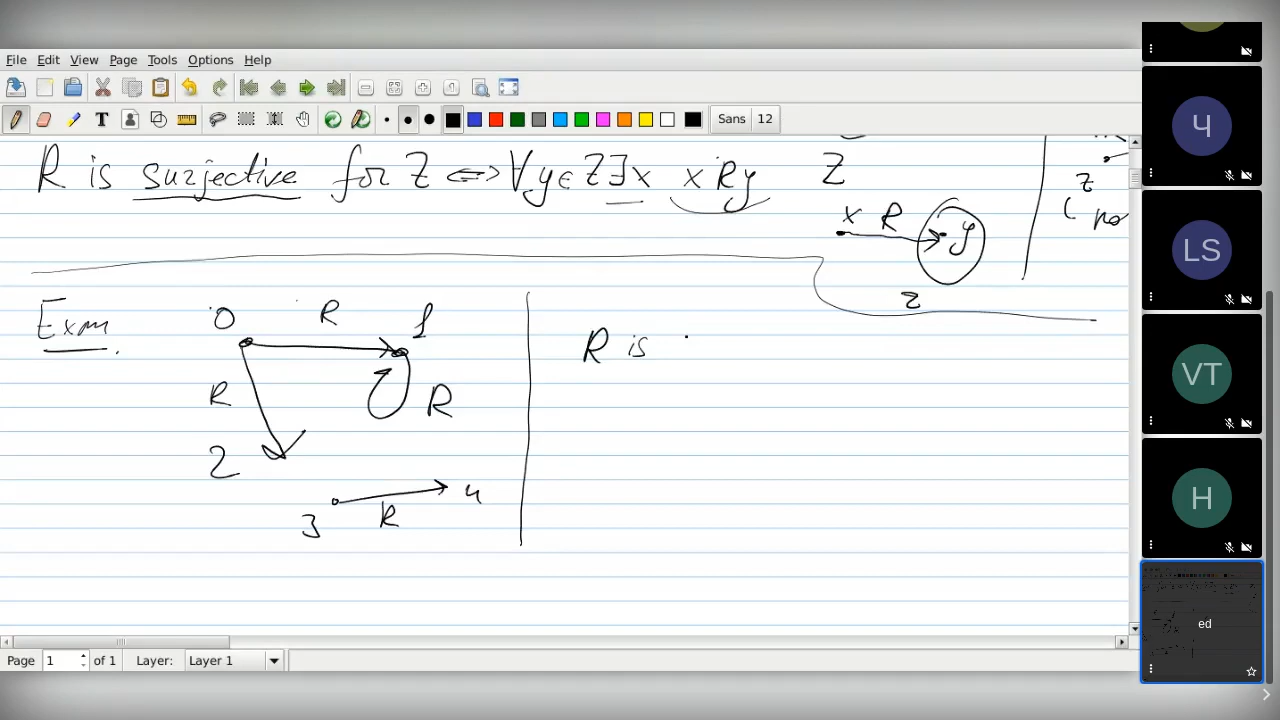 File Edit View Page Tools Options Help
Sans 12
R is surjective for Z ⟺ ∀y∈Z ∃x xRy
Z
x R y
z
z
Exm.
0 R 1
R is
R
R
2
3 R 4
Page 1 of 1 Layer: Layer 1
Ч
LS
VT
H
ed